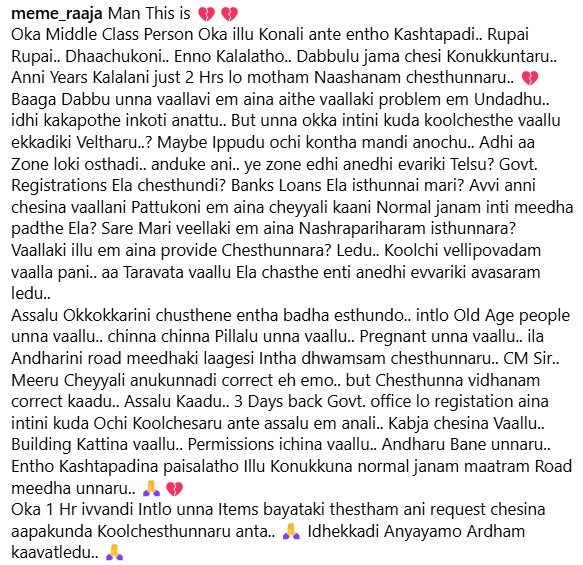 meme_raaja Man This is 💔 💔
Oka Middle Class Person Oka illu Konali ante entho Kashtapadi.. Rupai
Rupai.. Dhaachukoni.. Enno Kalalatho.. Dabbulu jama chesi Konukkuntaru..
Anni Years Kalalani just 2 Hrs lo motham Naashanam chesthunnaru.. 💔
Baaga Dabbu unna vaallavi em aina aithe vaallaki problem em Undadhu..
idhi kakapothe inkoti anattu.. But unna okka intini kuda koolchesthe vaallu
ekkadiki Veltharu..? Maybe Ippudu ochi kontha mandi anochu.. Adhi aa
Zone loki osthadi.. anduke ani.. ye zone edhi anedhi evariki Telsu? Govt.
Registrations Ela chesthundi? Banks Loans Ela isthunnai mari? Avvi anni
chesina vaallani Pattukoni em aina cheyyali kaani Normal janam inti meedha
padthe Ela? Sare Mari veellaki em aina Nashrapariharam isthunnara?
Vaallaki illu em aina provide Chesthunnara? Ledu.. Koolchi vellipovadam
vaalla pani.. aa Taravata vaallu Ela chasthe enti anedhi evvariki avasaram
ledu..
Assalu Okkokkarini chusthene entha badha esthundo.. intlo Old Age people
unna vaallu.. chinna chinna Pillalu unna vaallu.. Pregnant unna vaallu.. ila
Andharini road meedhaki laagesi Intha dhwamsam chesthunnaru.. CM Sir..
Meeru Cheyyali anukunnadi correct eh emo.. but Chesthunna vidhanam
correct kaadu.. Assalu Kaadu.. 3 Days back Govt. office lo registation aina
intini kuda Ochi Koolchesaru ante assalu em anali.. Kabja chesina Vaallu..
Building Kattina vaallu.. Permissions ichina vaallu.. Andharu Bane unnaru..
Entho Kashtapadina paisalatho Illu Konukkuna normal janam maatram Road
meedha unnaru.. 🙏 💔
Oka 1 Hr ivvandi Intlo unna Items bayataki thestham ani request chesina
aapakunda Koolchesthunnaru anta.. 🙏 Idhekkadi Anyayamo Ardham
kaavatledu.. 🙏